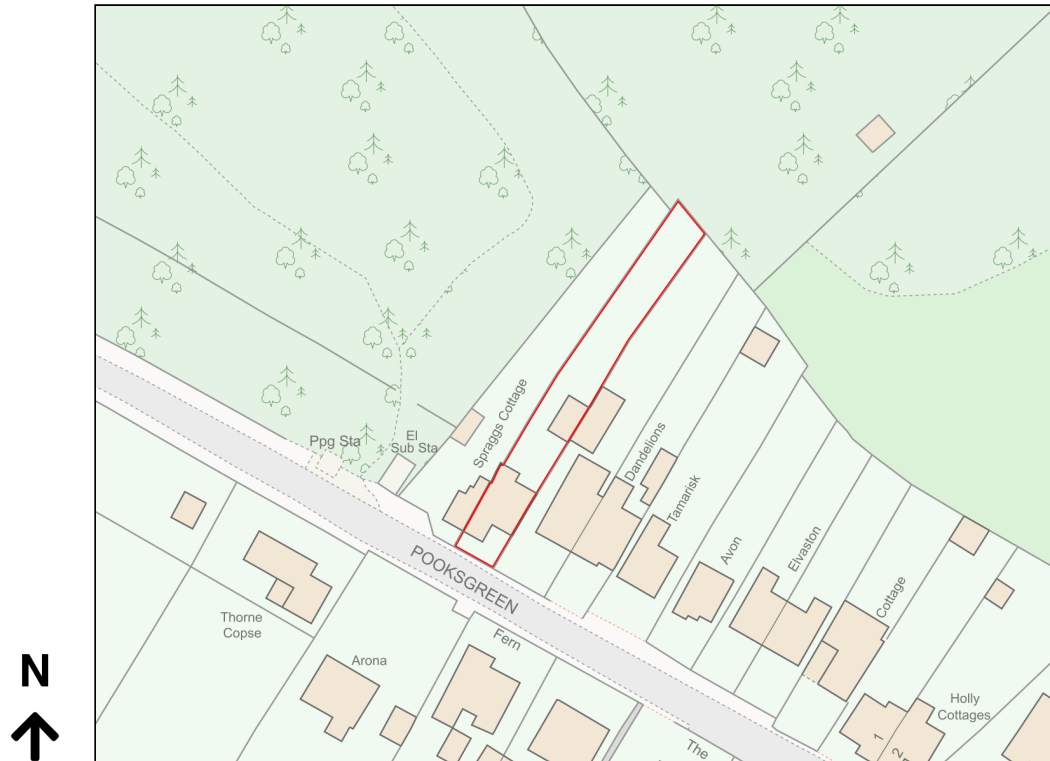 Spraggs Cottage
Ppg Sta
El
Sub Sta
Dandelions
Tamarisk
Avon
Elvaston
Cottage
POOKSGREEN
Thorne
Copse
Fern
Arona
N
Holly
Cottages
1
2
The